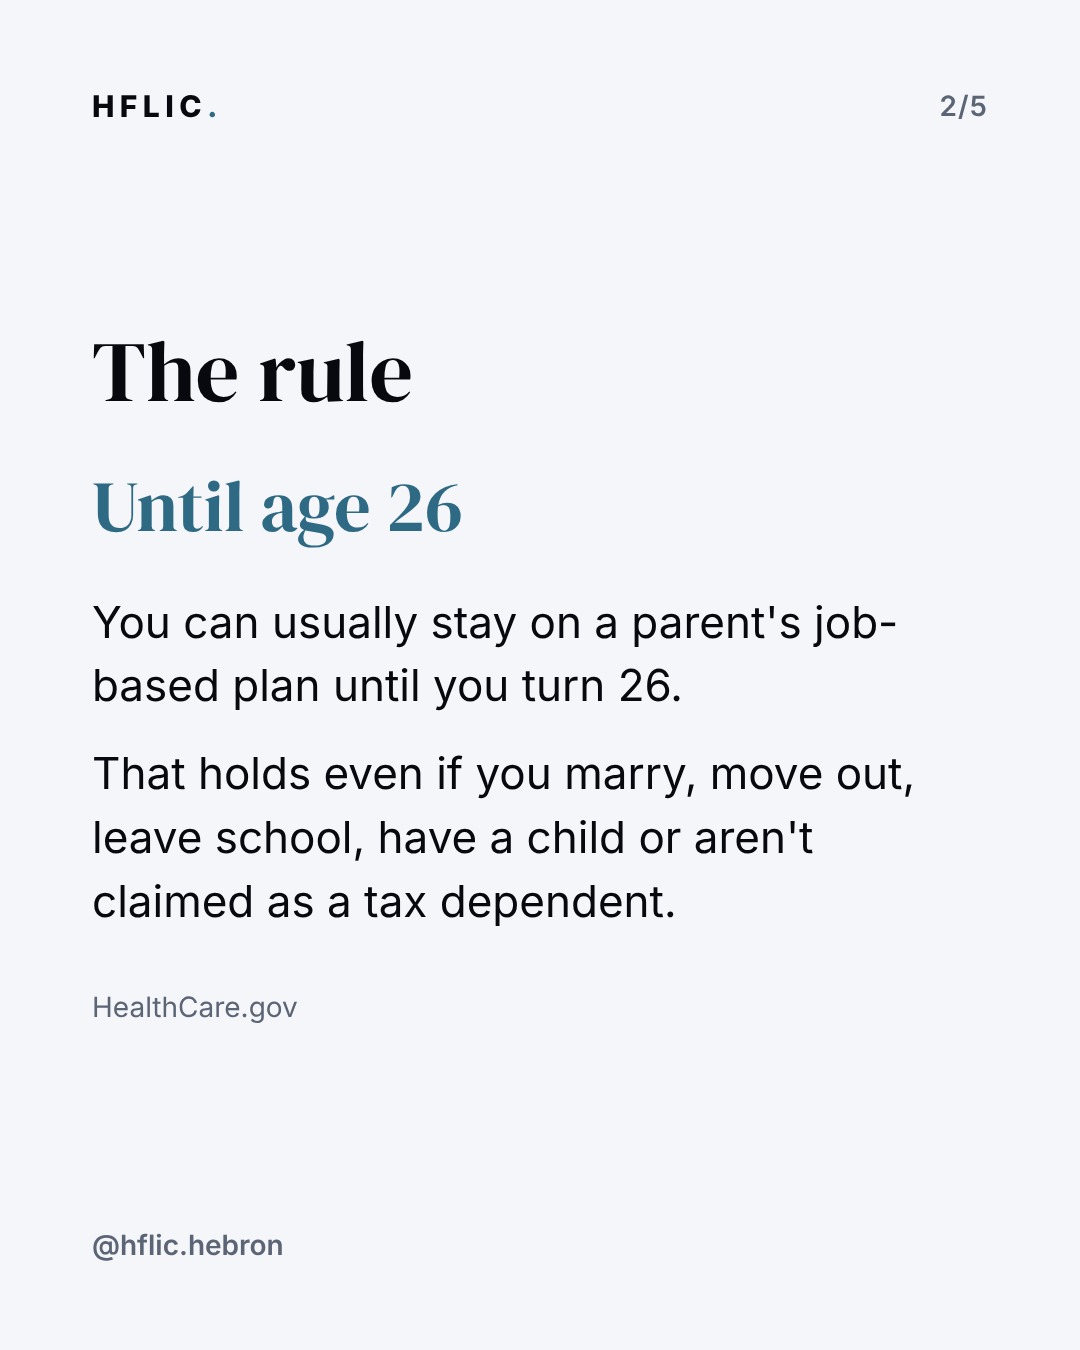 HFLIC.
2/5
The rule
Until age 26
You can usually stay on a parent's job-
based plan until you turn 26.
That holds even if you marry, move out,
leave school, have a child or aren't
claimed as a tax dependent.
HealthCare.gov
@hflic.hebron